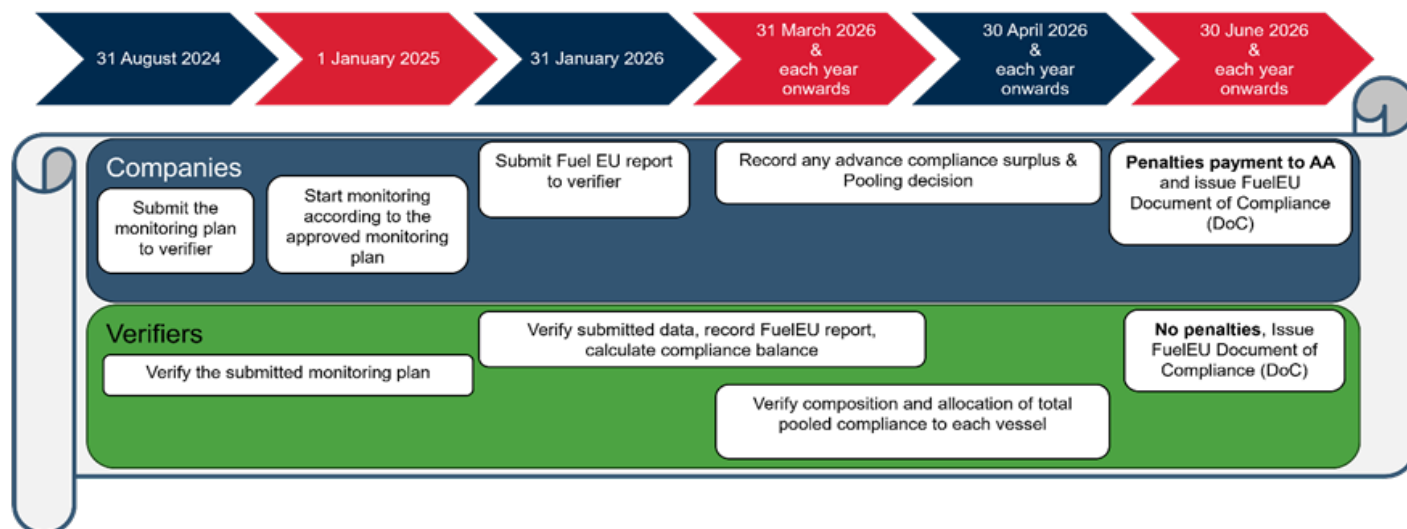 31 August 2024
1 January 2025
31 January 2026
31 March 2026
&
each year
onwards
30 April 2026
&
each year
onwards
30 June 2026
&
each year
onwards
Companies
Submit the
monitoring plan
to verifier
Start monitoring
according to the
approved monitoring
plan
Submit Fuel EU report
to verifier
Record any advance compliance surplus &
Pooling decision
Penalties payment to AA
and issue FuelEU
Document of Compliance
(DoC)
Verifiers
Verify the submitted monitoring plan
Verify submitted data, record FuelEU report,
calculate compliance balance
Verify composition and allocation of total
pooled compliance to each vessel
No penalties, Issue
FuelEU Document of
Compliance (DoC)